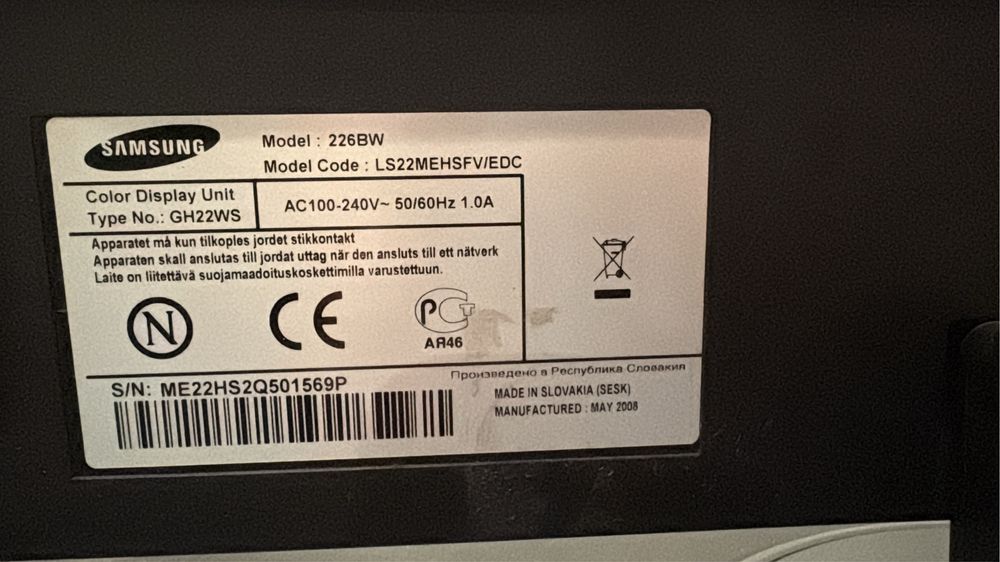 SAMSUNG
Model : 226BW
Model Code : LS22MEHSFV/EDC
Color Display Unit
Type No.: GH22WS
AC100-240V~ 50/60Hz 1.0A
Apparatet må kun tilkoples jordet stikkontakt
Apparaten skall anslutas till jordat uttag när den ansluts till ett nätverk
Laite on liitettävä suojamaadoituskoskettimilla varustettuun.
N
CE
РСТ
АЯ46
Произведено в Республика Словакия
S/N: ME22HS2Q501569P
MADE IN SLOVAKIA (SESK)
MANUFACTURED : MAY 2008